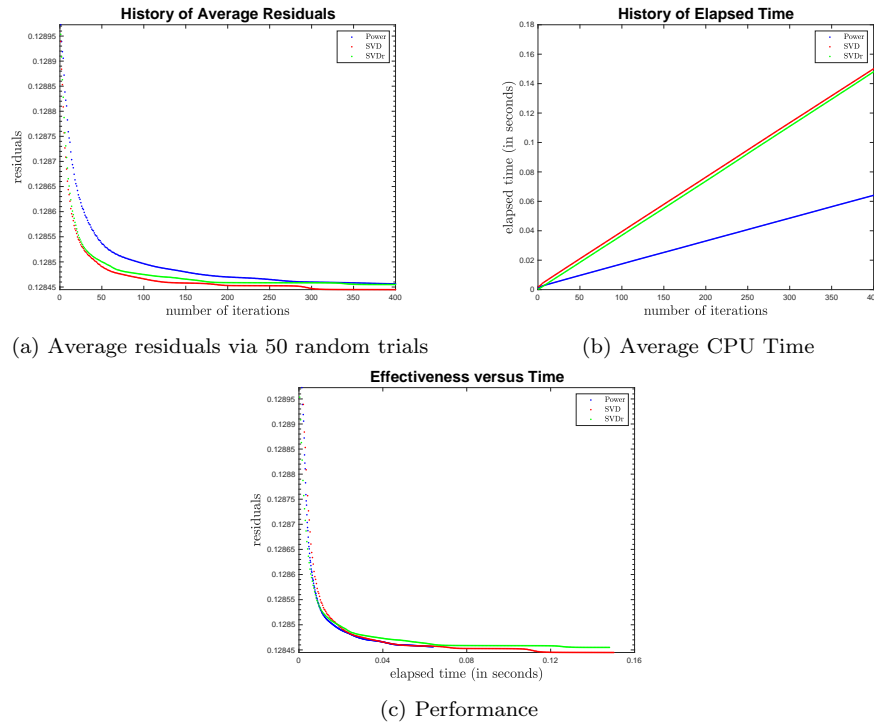 History of Average Residuals
0.12895
0.1289
0.12885
0.1288
0.12875
0.1287
0.12865
0.1286
0.12855
0.1285
0.12845
residuals
Power
SVD
SVDr
0 50 100 150 200 250 300 350 400
number of iterations
(a) Average residuals via 50 random trials
History of Elapsed Time
0.18
0.16
0.14
0.12
0.1
0.08
0.06
0.04
0.02
0
elapsed time (in seconds)
Power
SVD
SVDr
0 50 100 150 200 250 300 350 400
number of iterations
(b) Average CPU Time
Effectiveness versus Time
0.12895
0.1289
0.12885
0.1288
0.12875
0.1287
0.12865
0.1286
0.12855
0.1285
0.12845
residuals
Power
SVD
SVDr
0 0.04 0.08 0.12 0.16
elapsed time (in seconds)
(c) Performance